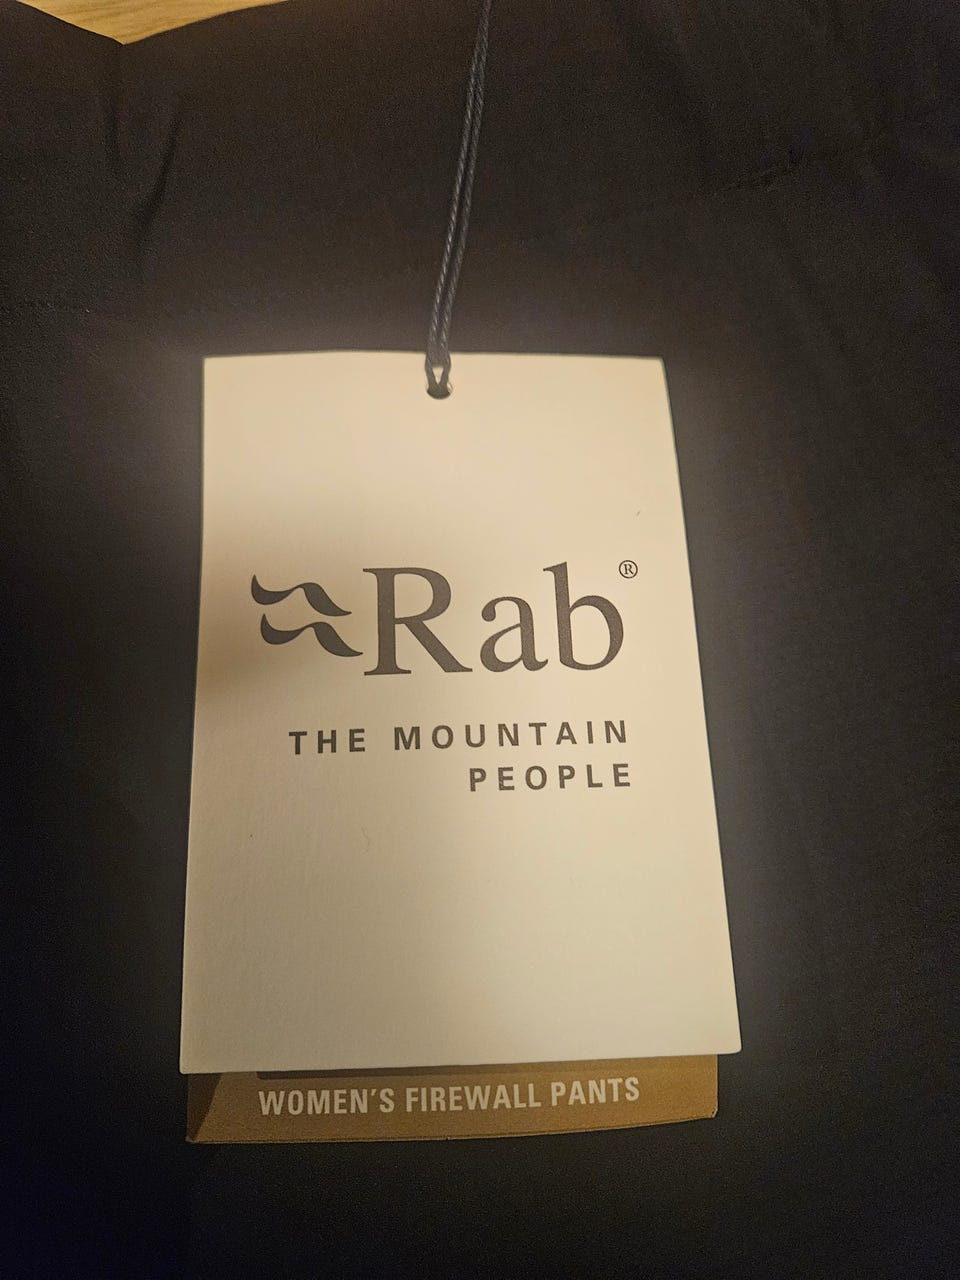 Rab®
THE MOUNTAIN
PEOPLE
WOMEN'S FIREWALL PANTS